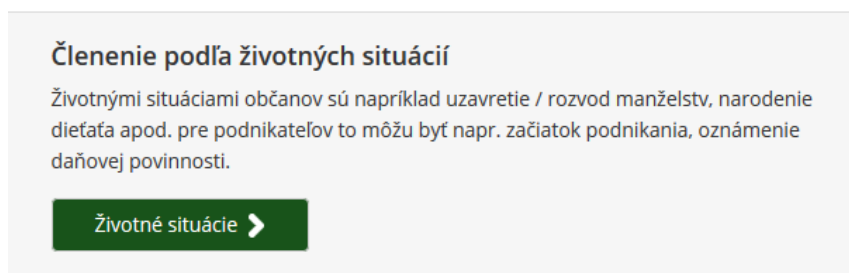 Členenie podľa životných situácií
Životnými situáciami občanov sú napríklad uzavretie / rozvod manželstv, narodenie
dieťaťa apod. pre podnikateľov to môžu byť napr. začiatok podnikania, oznámenie
daňovej povinnosti.
Životné situácie